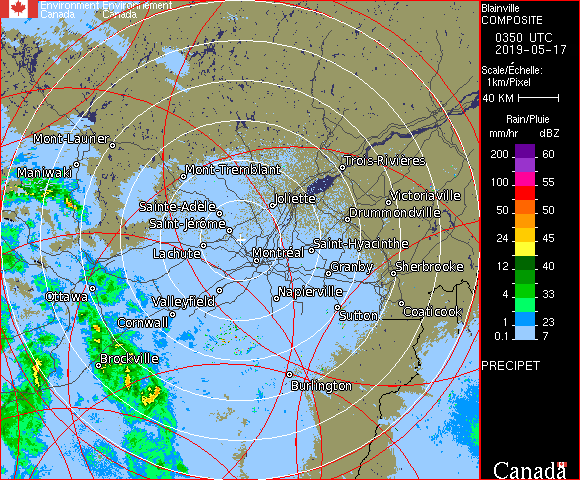 Environment Environnement
Canada Canada
Blainville
COMPOSITE
0350 UTC
2019-05-17
Scale/Échelle:
1km/Pixel
40 KM
Rain/Pluie
mm/hr dBZ
200 60
100 55
50 50
24 45
12 40
4 33
1 23
0.1 7
PRECIPET
Canada
Mont-Laurier
Maniwaki
Mont-Tremblant
Trois-Rivières
Sainte-Adèle
Joliette
Victoriaville
Drummondville
Saint-Jérôme
Lachute
Montréal
Saint-Hyacinthe
Granby
Sherbrooke
Ottawa
Valleyfield
Napierville
Cornwall
Sutton
Coaticook
Brockville
Burlington